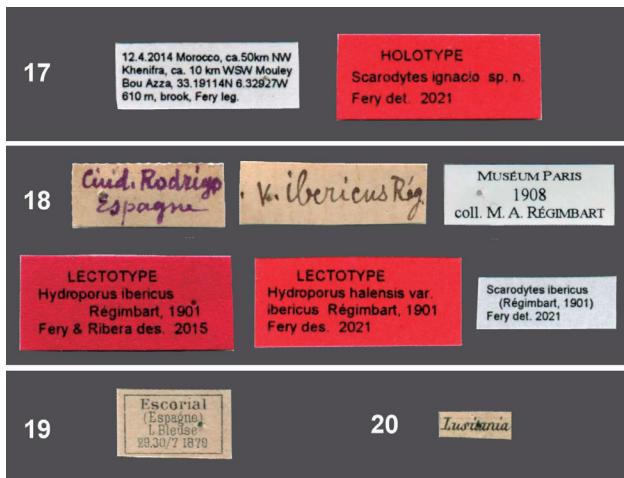 17
12.4.2014 Morocco, ca.50km NW
Khenifra, ca. 10 km WSW Mouley
Bou Azza, 33.19114N 6.32927W
610 m, brook, Fery leg.
HOLOTYPE
Scarodytes ignacio sp. n.
Fery det. 2021
18
Ciud. Rodrigo
Espagne
v. ibericus Rég.
MUSÉUM PARIS
1908
coll. M. A. RÉGIMBART
LECTOTYPE
Hydroporus ibericus
Régimbart, 1901
Fery & Ribera des. 2015
LECTOTYPE
Hydroporus halensis var.
ibericus Régimbart, 1901
Fery des. 2021
Scarodytes ibericus
(Régimbart, 1901)
Fery det. 2021
19
Escorial
(Espagne)
L Bleuse
29.30/7 1879
20
Lusitania